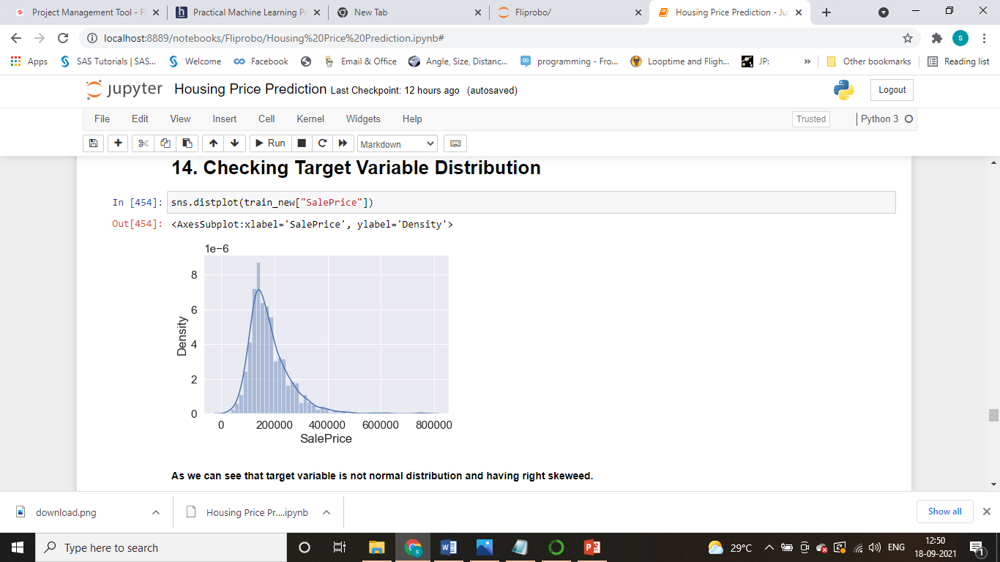 Project Management Tool - Fl
Practical Machine Learning Pr
New Tab
Fliprobo/
Housing Price Prediction - Ju
localhost:8889/notebooks/Fliprobo/Housing%20Price%20Prediction.ipynb#
S
Apps
SAS Tutorials | SAS...
Welcome
Facebook
Email & Office
Angle, Size, Distanc...
programming - Fro...
Looptime and Fligh...
JP:
»
Other bookmarks
Reading list
jupyter Housing Price Prediction Last Checkpoint: 12 hours ago (autosaved)
Logout
File Edit View Insert Cell Kernel Widgets Help
Trusted
Python 3
Run
Markdown
14. Checking Target Variable Distribution
In [454]: sns.distplot(train_new["SalePrice"])
Out[454]: <AxesSubplot:xlabel='SalePrice', ylabel='Density'>
1e−6
8
6
4
2
0
Density
0 200000 400000 600000 800000
SalePrice
As we can see that target variable is not normal distribution and having right skeweed.
download.png
Housing Price Pr....ipynb
Show all
Type here to search
29°C
ENG
12:50
18-09-2021
1